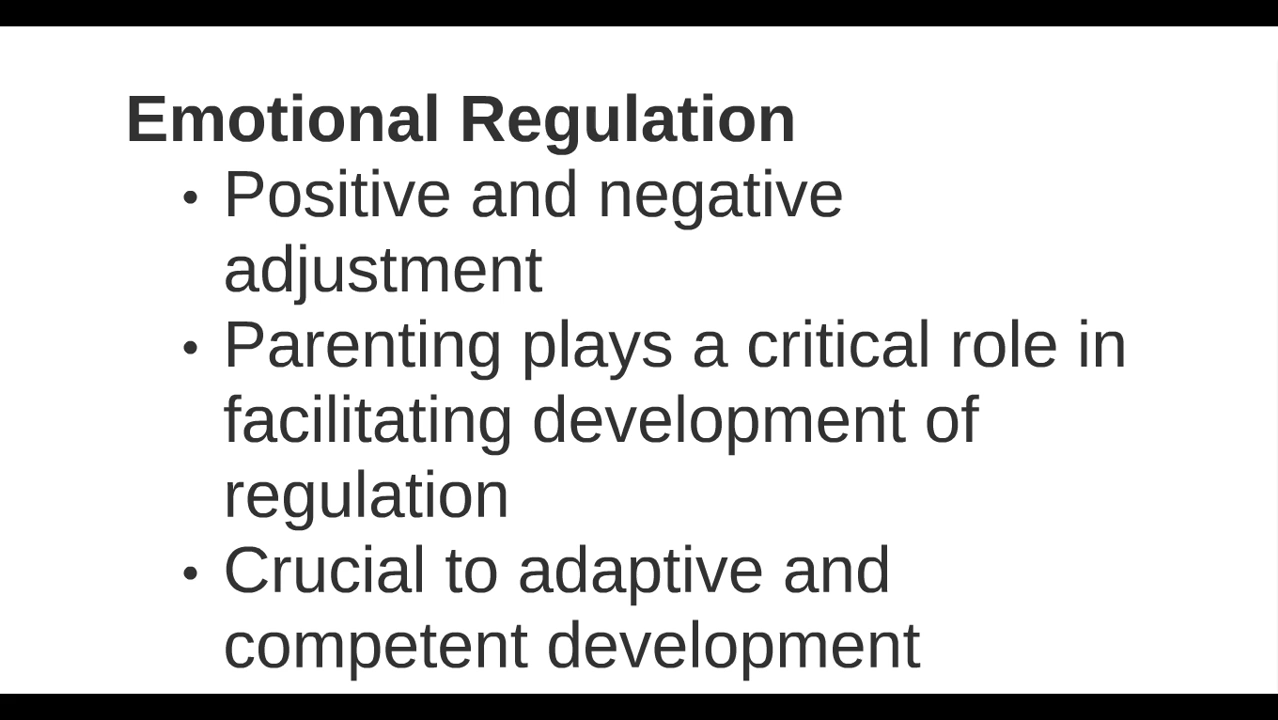 Emotional Regulation
• Positive and negative
adjustment
• Parenting plays a critical role in
facilitating development of
regulation
• Crucial to adaptive and
competent development